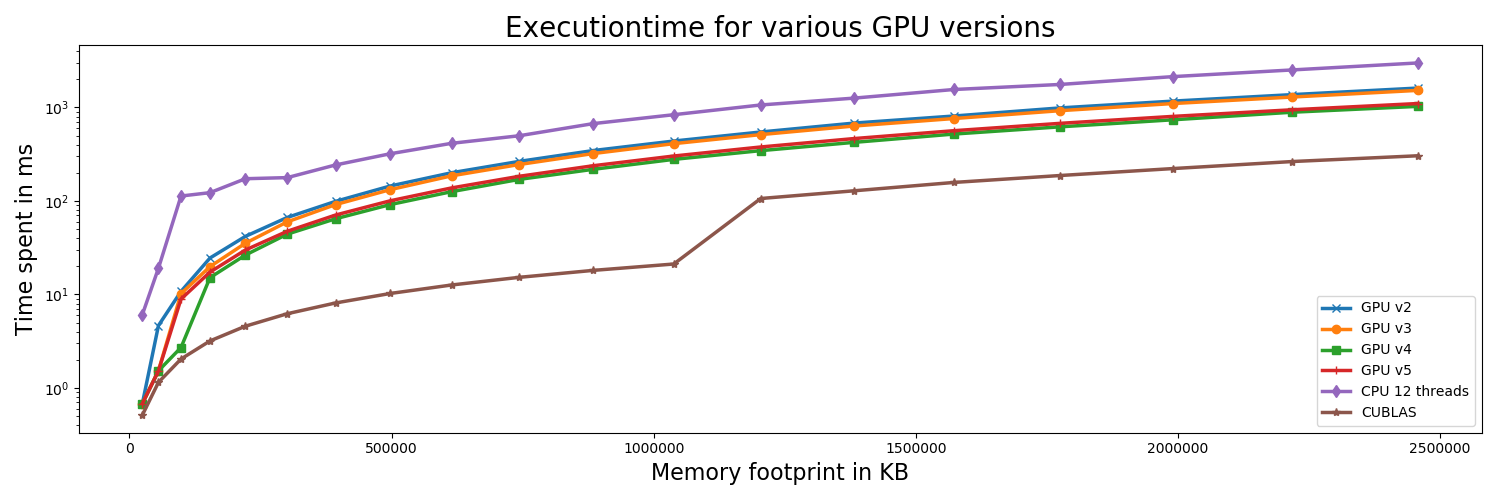 Executiontime for various GPU versions
Time spent in ms
10³
10²
10¹
10⁰
0
500000
1000000
1500000
2000000
2500000
Memory footprint in KB
GPU v2
GPU v3
GPU v4
GPU v5
CPU 12 threads
CUBLAS